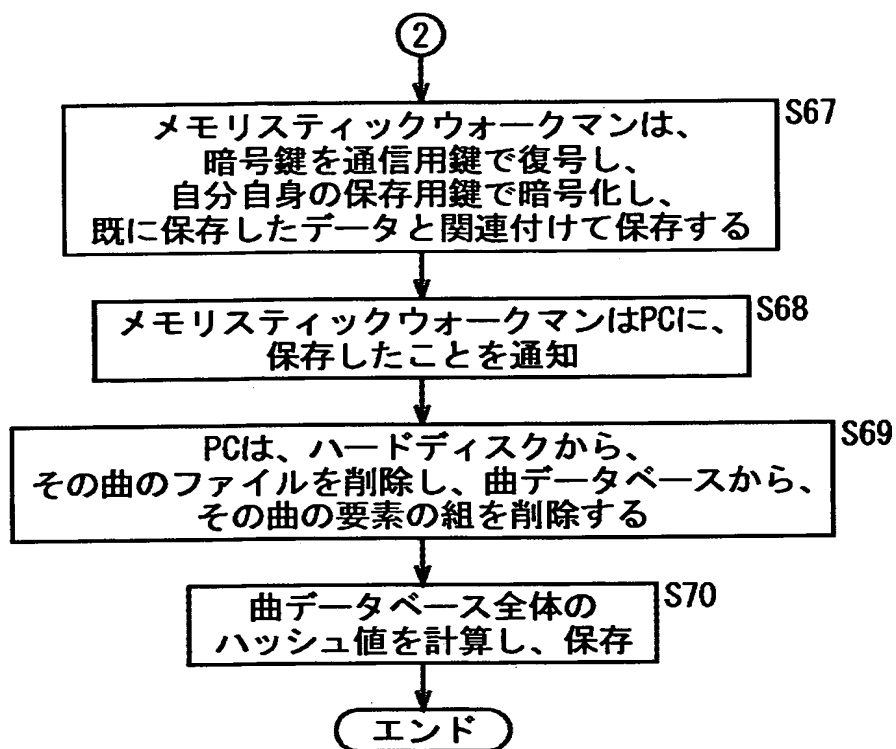 2
S67
メモリスティックウォークマンは、
暗号鍵を通信用鍵で復号し、
自分自身の保存用鍵で暗号化し、
既に保存したデータと関連付けて保存する
S68
メモリスティックウォークマンはPCに、
保存したことを通知
S69
PCは、ハードディスクから、
その曲のファイルを削除し、曲データベースから、
その曲の要素の組を削除する
S70
曲データベース全体の
ハッシュ値を計算し、保存
エンド